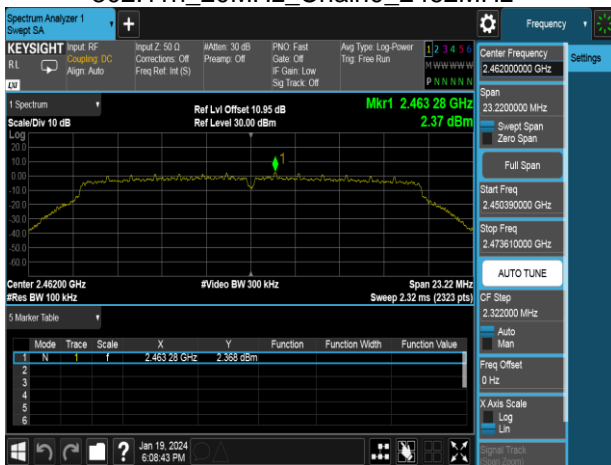 Spectrum Analyzer 1
Swept SA
+
Frequency
KEYSIGHT
RL
LXI
Input: RF
Coupling: DC
Align: Auto
Input Z: 50 Ω
Corrections: Off
Freq Ref: Int (S)
#Atten: 30 dB
Preamp: Off
PNO: Fast
Gate: Off
IF Gain: Low
Sig Track: Off
Avg Type: Log-Power
Trig: Free Run
1 2 3 4 5 6
M W W W W W
P N N N N N
Center Frequency
2.462000000 GHz
Settings
Span
23.2200000 MHz
Swept Span
Zero Span
Full Span
Start Freq
2.450390000 GHz
Stop Freq
2.473610000 GHz
AUTO TUNE
CF Step
2.322000 MHz
Auto
Man
Freq Offset
0 Hz
X Axis Scale
Log
Lin
Signal Track
(Span Zoom)
1 Spectrum
Scale/Div 10 dB
Ref Lvl Offset 10.95 dB
Ref Level 30.00 dBm
Mkr1 2.463 28 GHz
2.37 dBm
Log
20.0
10.0
0.00
-10.0
-20.0
-30.0
-40.0
-50.0
-60.0
1
Center 2.46200 GHz
#Res BW 100 kHz
#Video BW 300 kHz
Span 23.22 MHz
Sweep 2.32 ms (2323 pts)
5 Marker Table
Mode Trace Scale X Y Function Function Width Function Value
1 N 1 f 2.463 28 GHz 2.368 dBm
2
3
4
5
6
?
Jan 19, 2024
6:08:43 PM